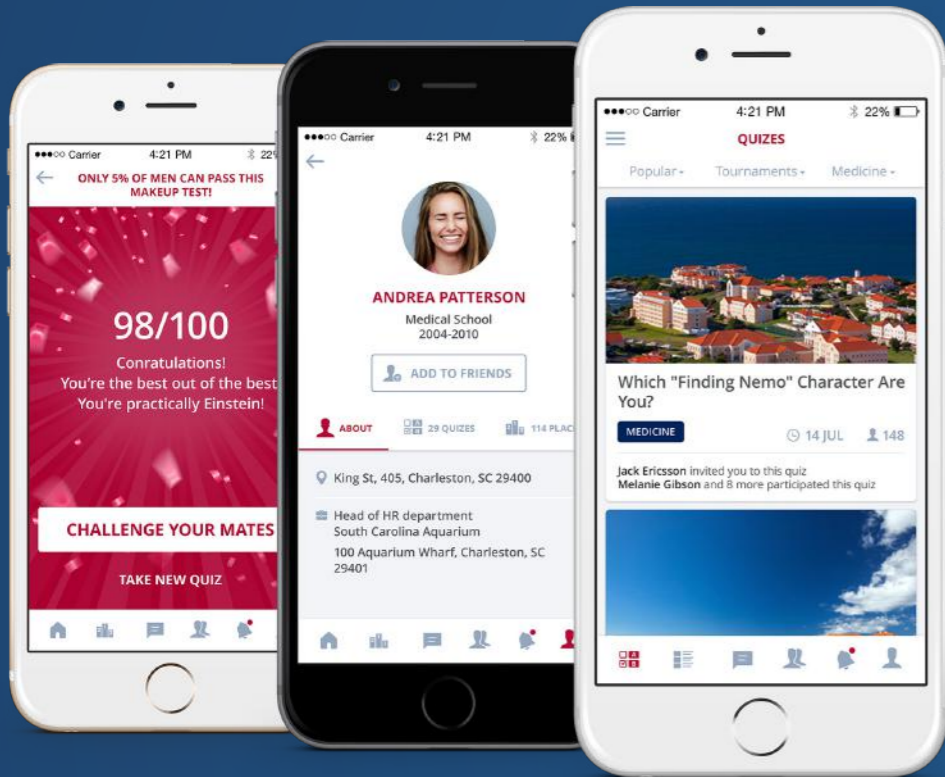 Carrier 4:21 PM 22%
ONLY 5% OF MEN CAN PASS THIS
MAKEUP TEST!
98/100
Conratulations!
You're the best out of the best
You're practically Einstein!
CHALLENGE YOUR MATES
TAKE NEW QUIZ
Carrier 4:21 PM 22%
ANDREA PATTERSON
Medical School
2004-2010
ADD TO FRIENDS
ABOUT 29 QUIZES 114 PLAC
King St, 405, Charleston, SC 29400
Head of HR department
South Carolina Aquarium
100 Aquarium Wharf, Charleston, SC
29401
Carrier 4:21 PM 22%
QUIZES
Popular Tournaments Medicine
Which "Finding Nemo" Character Are
You?
MEDICINE 14 JUL 148
Jack Ericsson invited you to this quiz
Melanie Gibson and 8 more participated this quiz
A
B